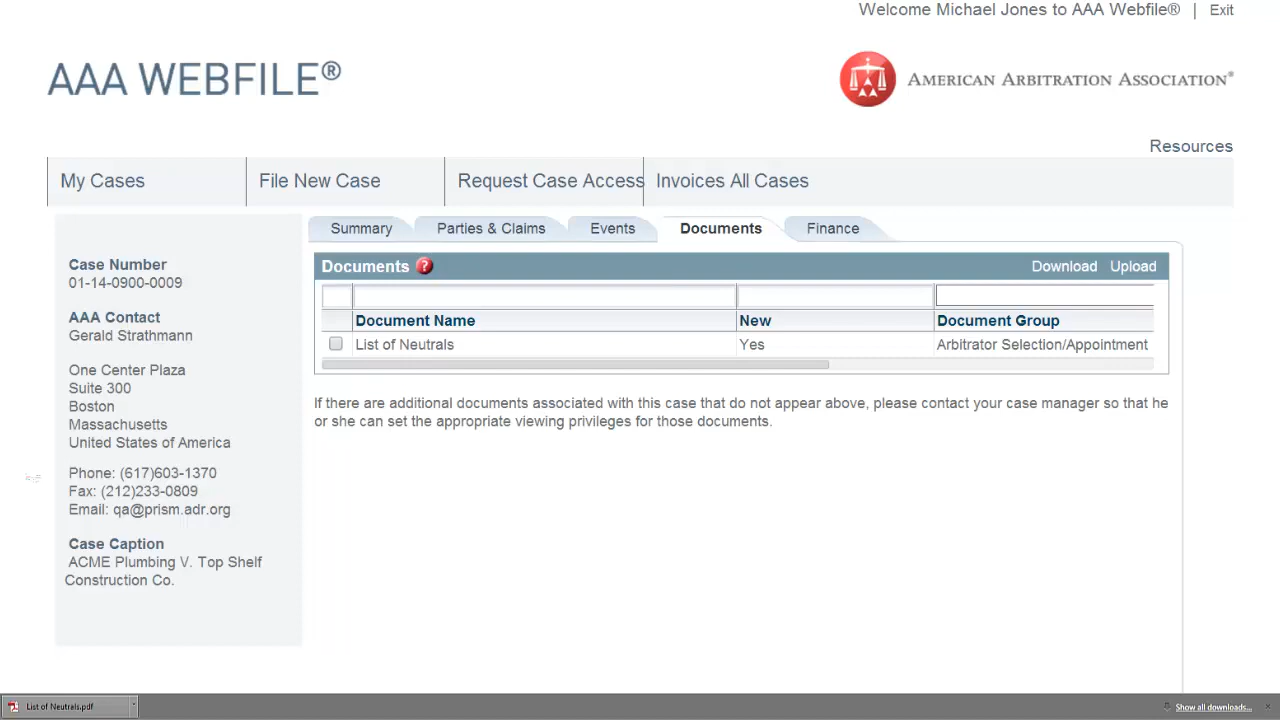 Welcome Michael Jones to AAA Webfile® | Exit
AAA WEBFILE®
AMERICAN ARBITRATION ASSOCIATION®
Resources
My Cases
File New Case
Request Case Access
Invoices All Cases
Summary
Parties & Claims
Events
Documents
Finance
Case Number
01-14-0900-0009
AAA Contact
Gerald Strathmann
One Center Plaza
Suite 300
Boston
Massachusetts
United States of America
Phone: (617)603-1370
Fax: (212)233-0809
Email: qa@prism.adr.org
Case Caption
ACME Plumbing V. Top Shelf
Construction Co.
Documents ?
Download
Upload
Document Name
New
Document Group
List of Neutrals
Yes
Arbitrator Selection/Appointment
If there are additional documents associated with this case that do not appear above, please contact your case manager so that he
or she can set the appropriate viewing privileges for those documents.
List of Neutrals.pdf
Show all downloads...